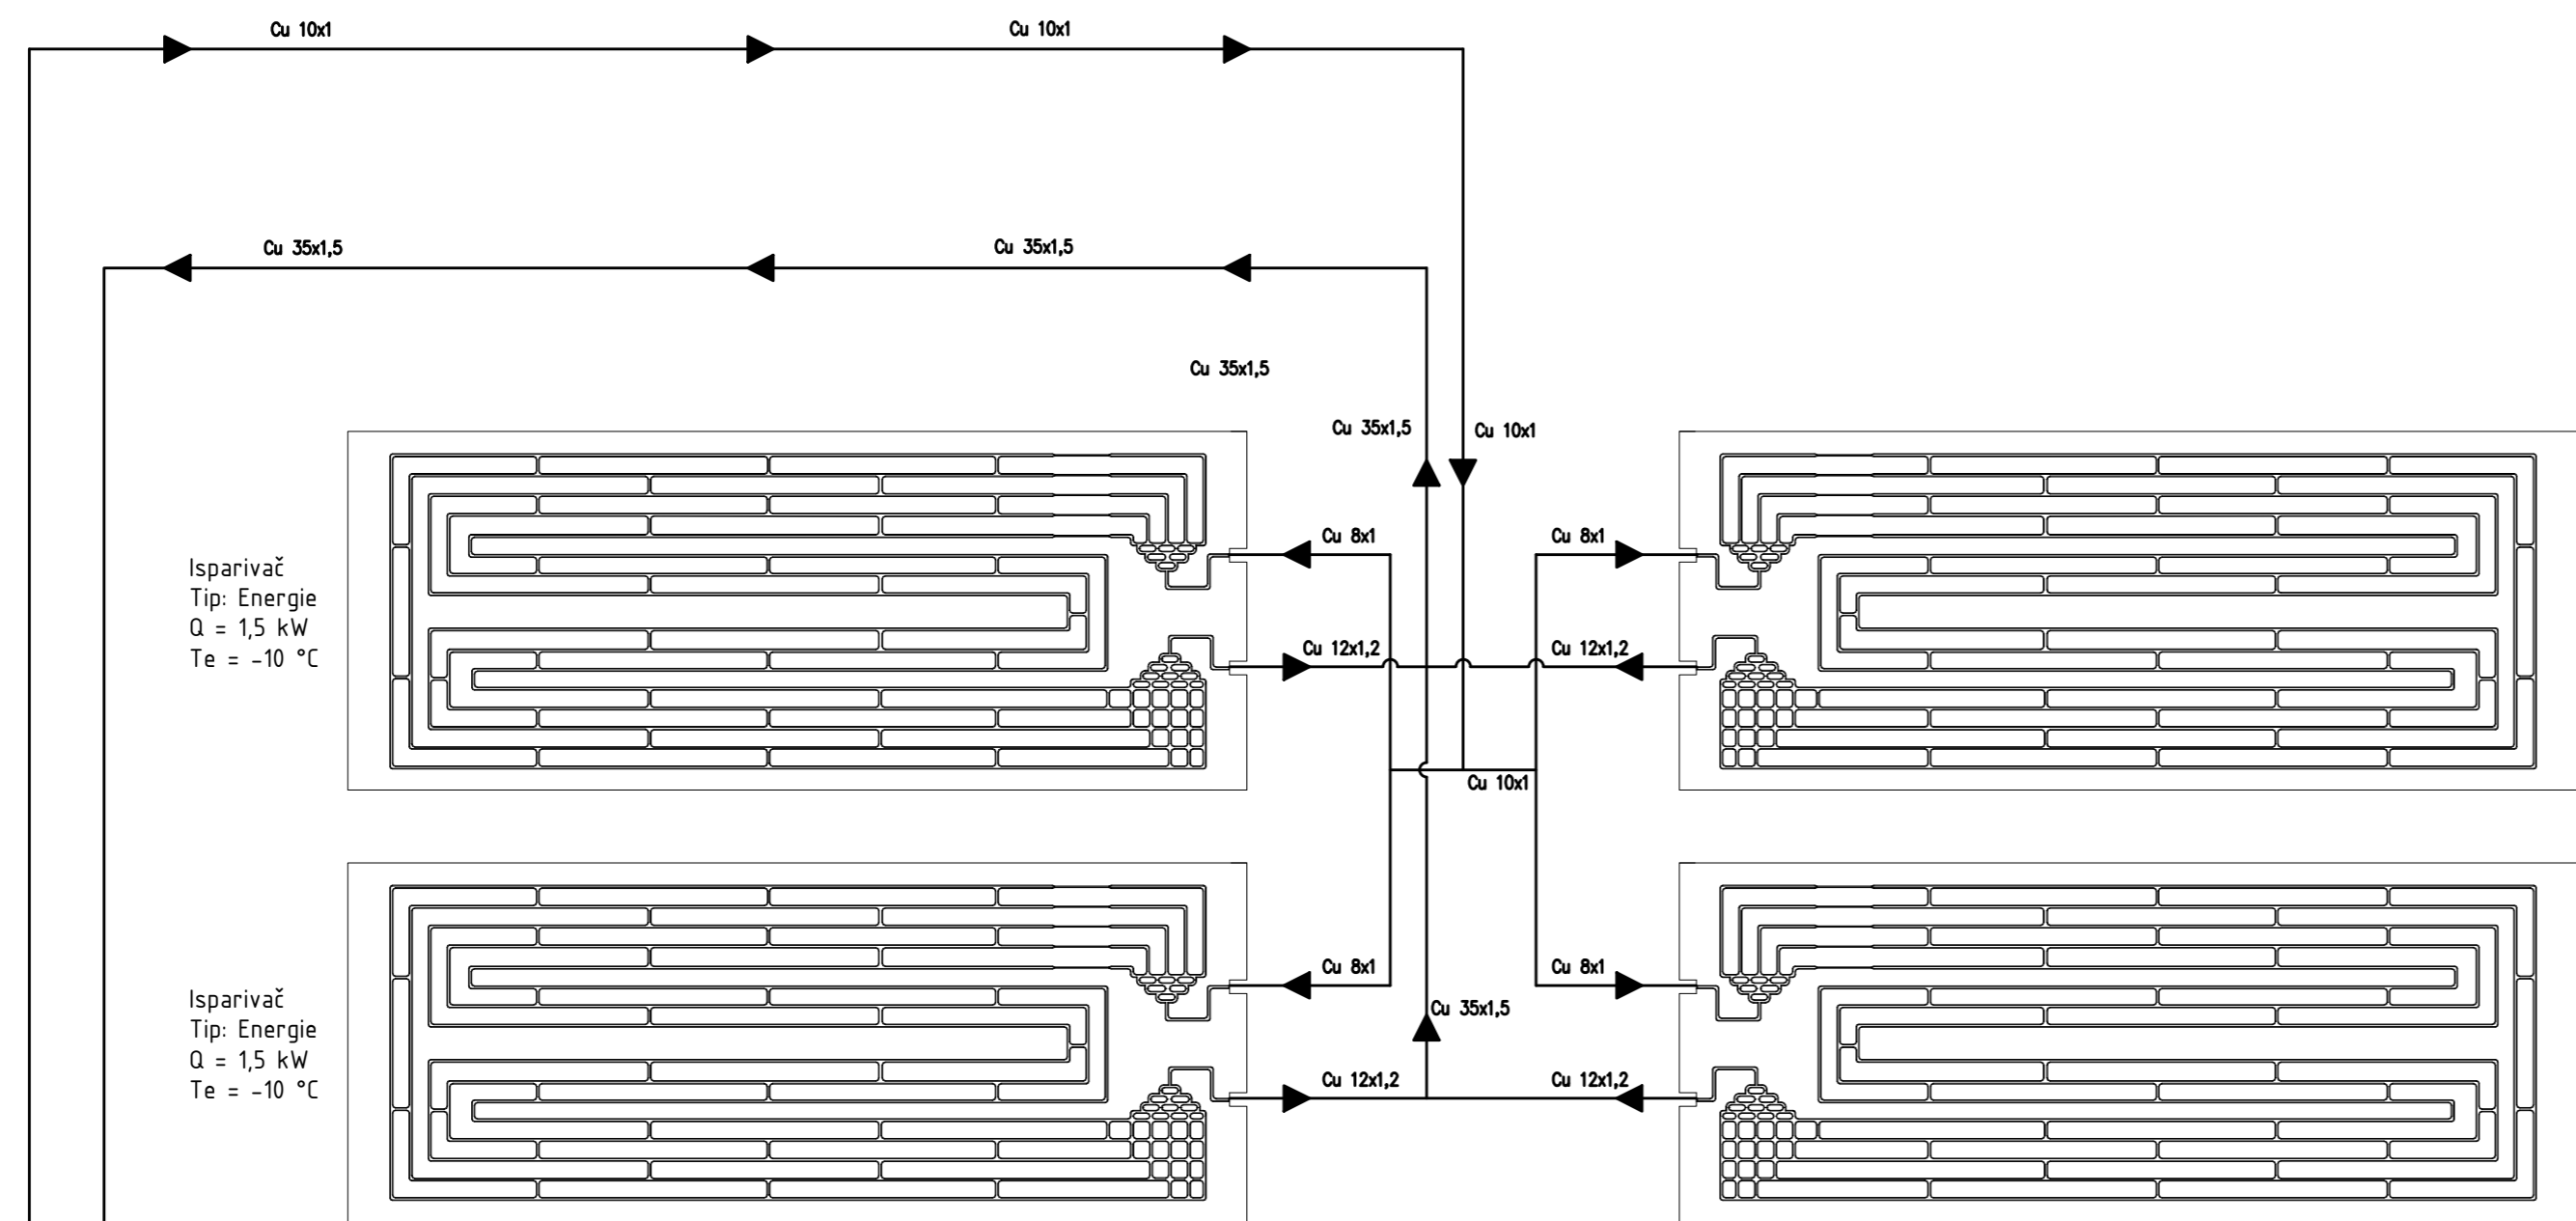 Cu 10x1
Cu 10x1
Cu 35x1,5
Cu 35x1,5
Cu 35x1,5
Cu 35x1,5
Cu 10x1
Cu 8x1
Cu 8x1
Isparivač
Tip: Energie
Q = 1,5 kW
Te = -10 °C
Cu 12x1,2
Cu 12x1,2
Cu 10x1
Cu 8x1
Cu 8x1
Isparivač
Tip: Energie
Q = 1,5 kW
Te = -10 °C
Cu 35x1,5
Cu 12x1,2
Cu 12x1,2